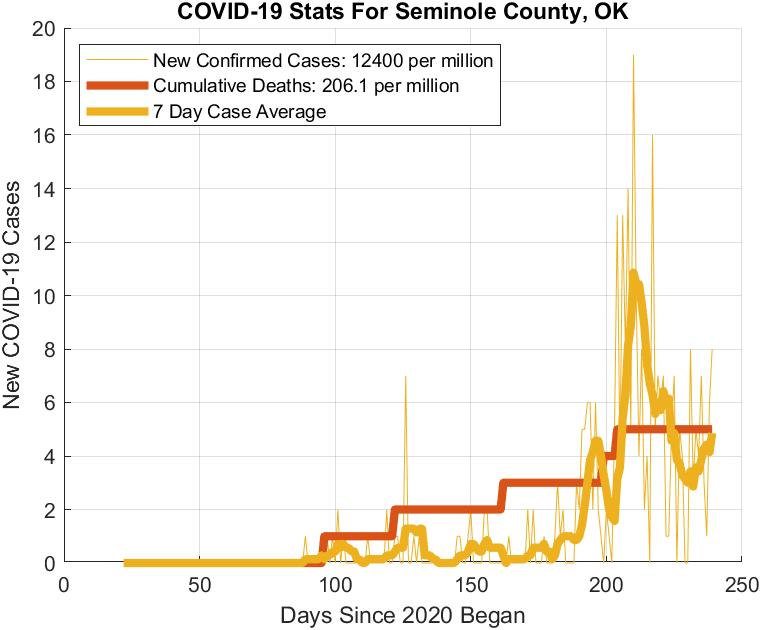 COVID-19 Stats For Seminole County, OK
New Confirmed Cases: 12400 per million
Cumulative Deaths: 206.1 per million
7 Day Case Average
New COVID-19 Cases
20
18
16
14
12
10
8
6
4
2
0
0 50 100 150 200 250
Days Since 2020 Began